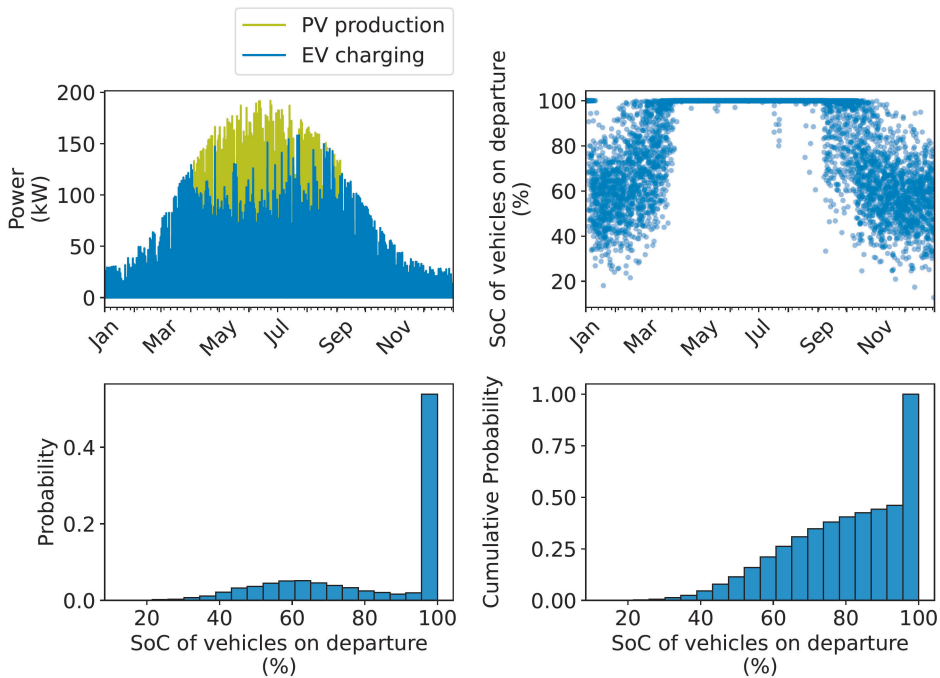 PV production
EV charging
200
150
100
50
0
Power
(kW)
Jan
Mar
May
Jul
Sep
Nov
100
80
60
40
20
SoC of vehicles on departure
(%)
Jan
Mar
May
Jul
Sep
Nov
0.4
0.2
0.0
Probability
20
40
60
80
100
SoC of vehicles on departure
(%)
1.00
0.75
0.50
0.25
0.00
Cumulative Probability
20
40
60
80
100
SoC of vehicles on departure
(%)